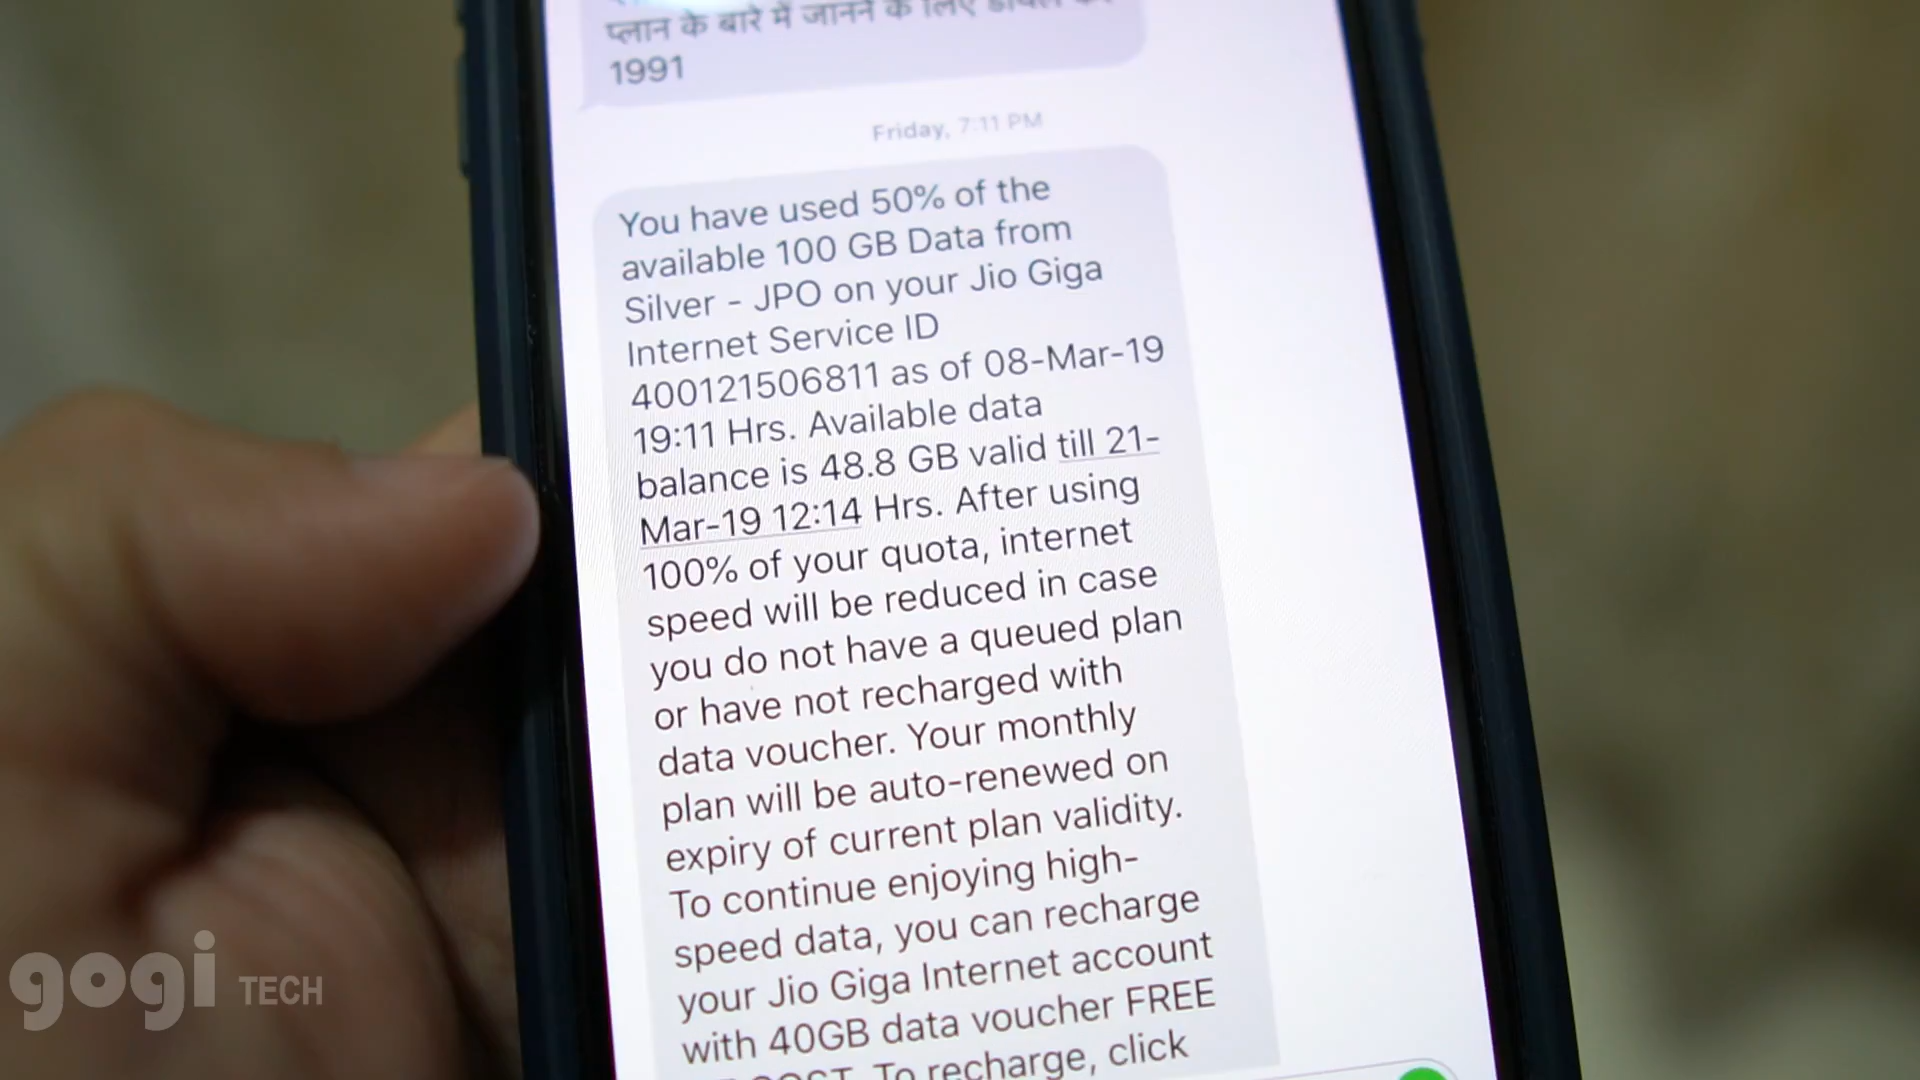 प्लान के बारे में जानने के लिए डायल करें
1991
Friday, 7:11 PM
You have used 50% of the
available 100 GB Data from
Silver - JPO on your Jio Giga
Internet Service ID
400121506811 as of 08-Mar-19
19:11 Hrs. Available data
balance is 48.8 GB valid till 21-
Mar-19 12:14 Hrs. After using
100% of your quota, internet
speed will be reduced in case
you do not have a queued plan
or have not recharged with
data voucher. Your monthly
plan will be auto-renewed on
expiry of current plan validity.
To continue enjoying high-
speed data, you can recharge
your Jio Giga Internet account
with 40GB data voucher FREE
To recharge, click
gogi TECH